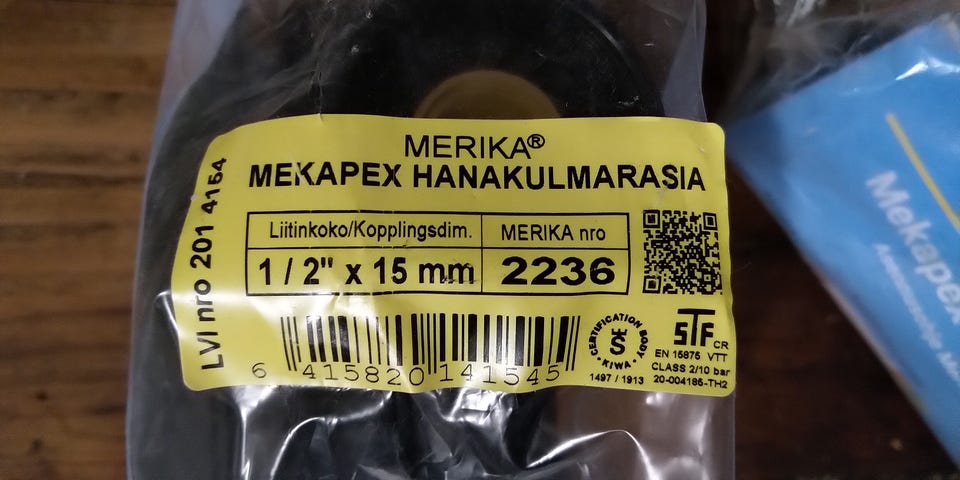 MERIKA®
MEKAPEX HANAKULMARASIA
LVI nro 201 4154
Liitinkoko/Kopplingsdim. MERIKA nro
1/2" x 15 mm 2236
6 415820 141545
CERTIFICATION BODY
KIWA
1497 / 1913
STF CR
EN 15875 VTT
CLASS 2/10 bar
20-004186-TH2
Mekapex